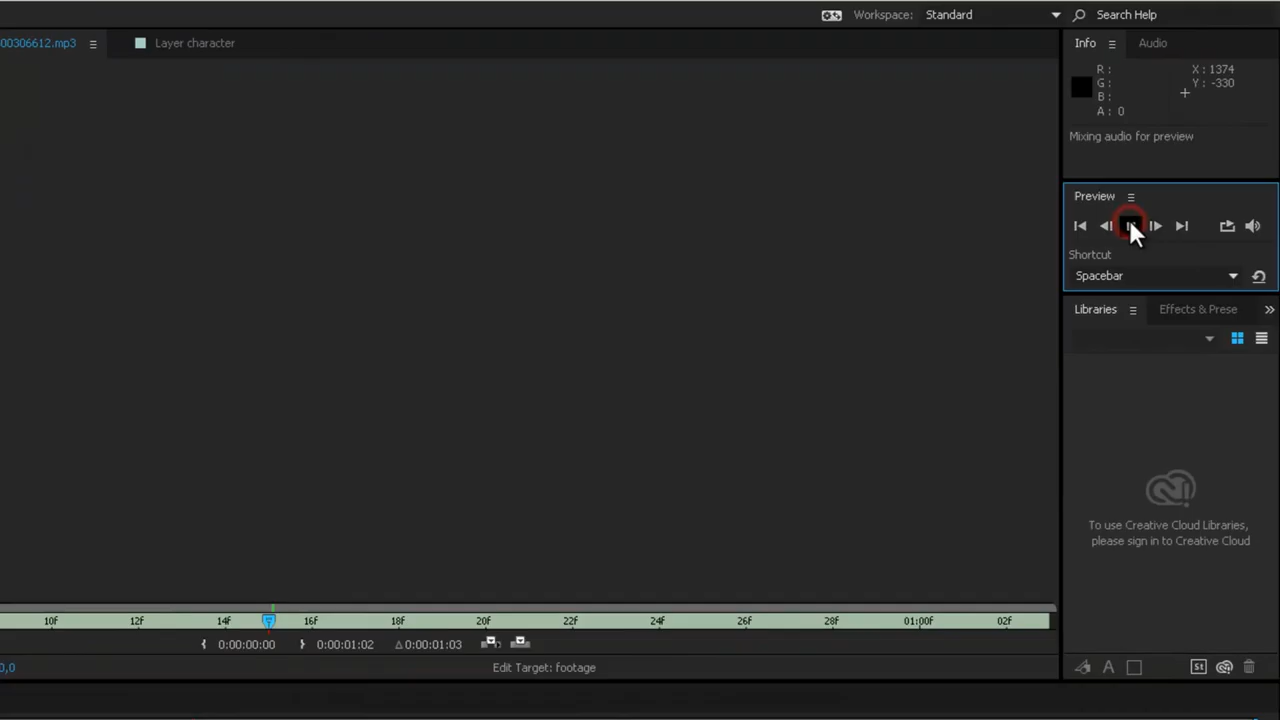 Workspace: Standard Search Help
00306612.mp3 Layer character Info Audio
R : X : 1374
G : Y : -330
B :
A : 0
Mixing audio for preview
Preview
Shortcut
Spacebar
Libraries Effects & Prese
To use Creative Cloud Libraries,
please sign in to Creative Cloud
10f 12f 14f 16f 18f 20f 22f 24f 26f 28f 01:00f 02f
0:00:00:00 0:00:01:02 Δ 0:00:01:03
0,0 Edit Target: footage A St